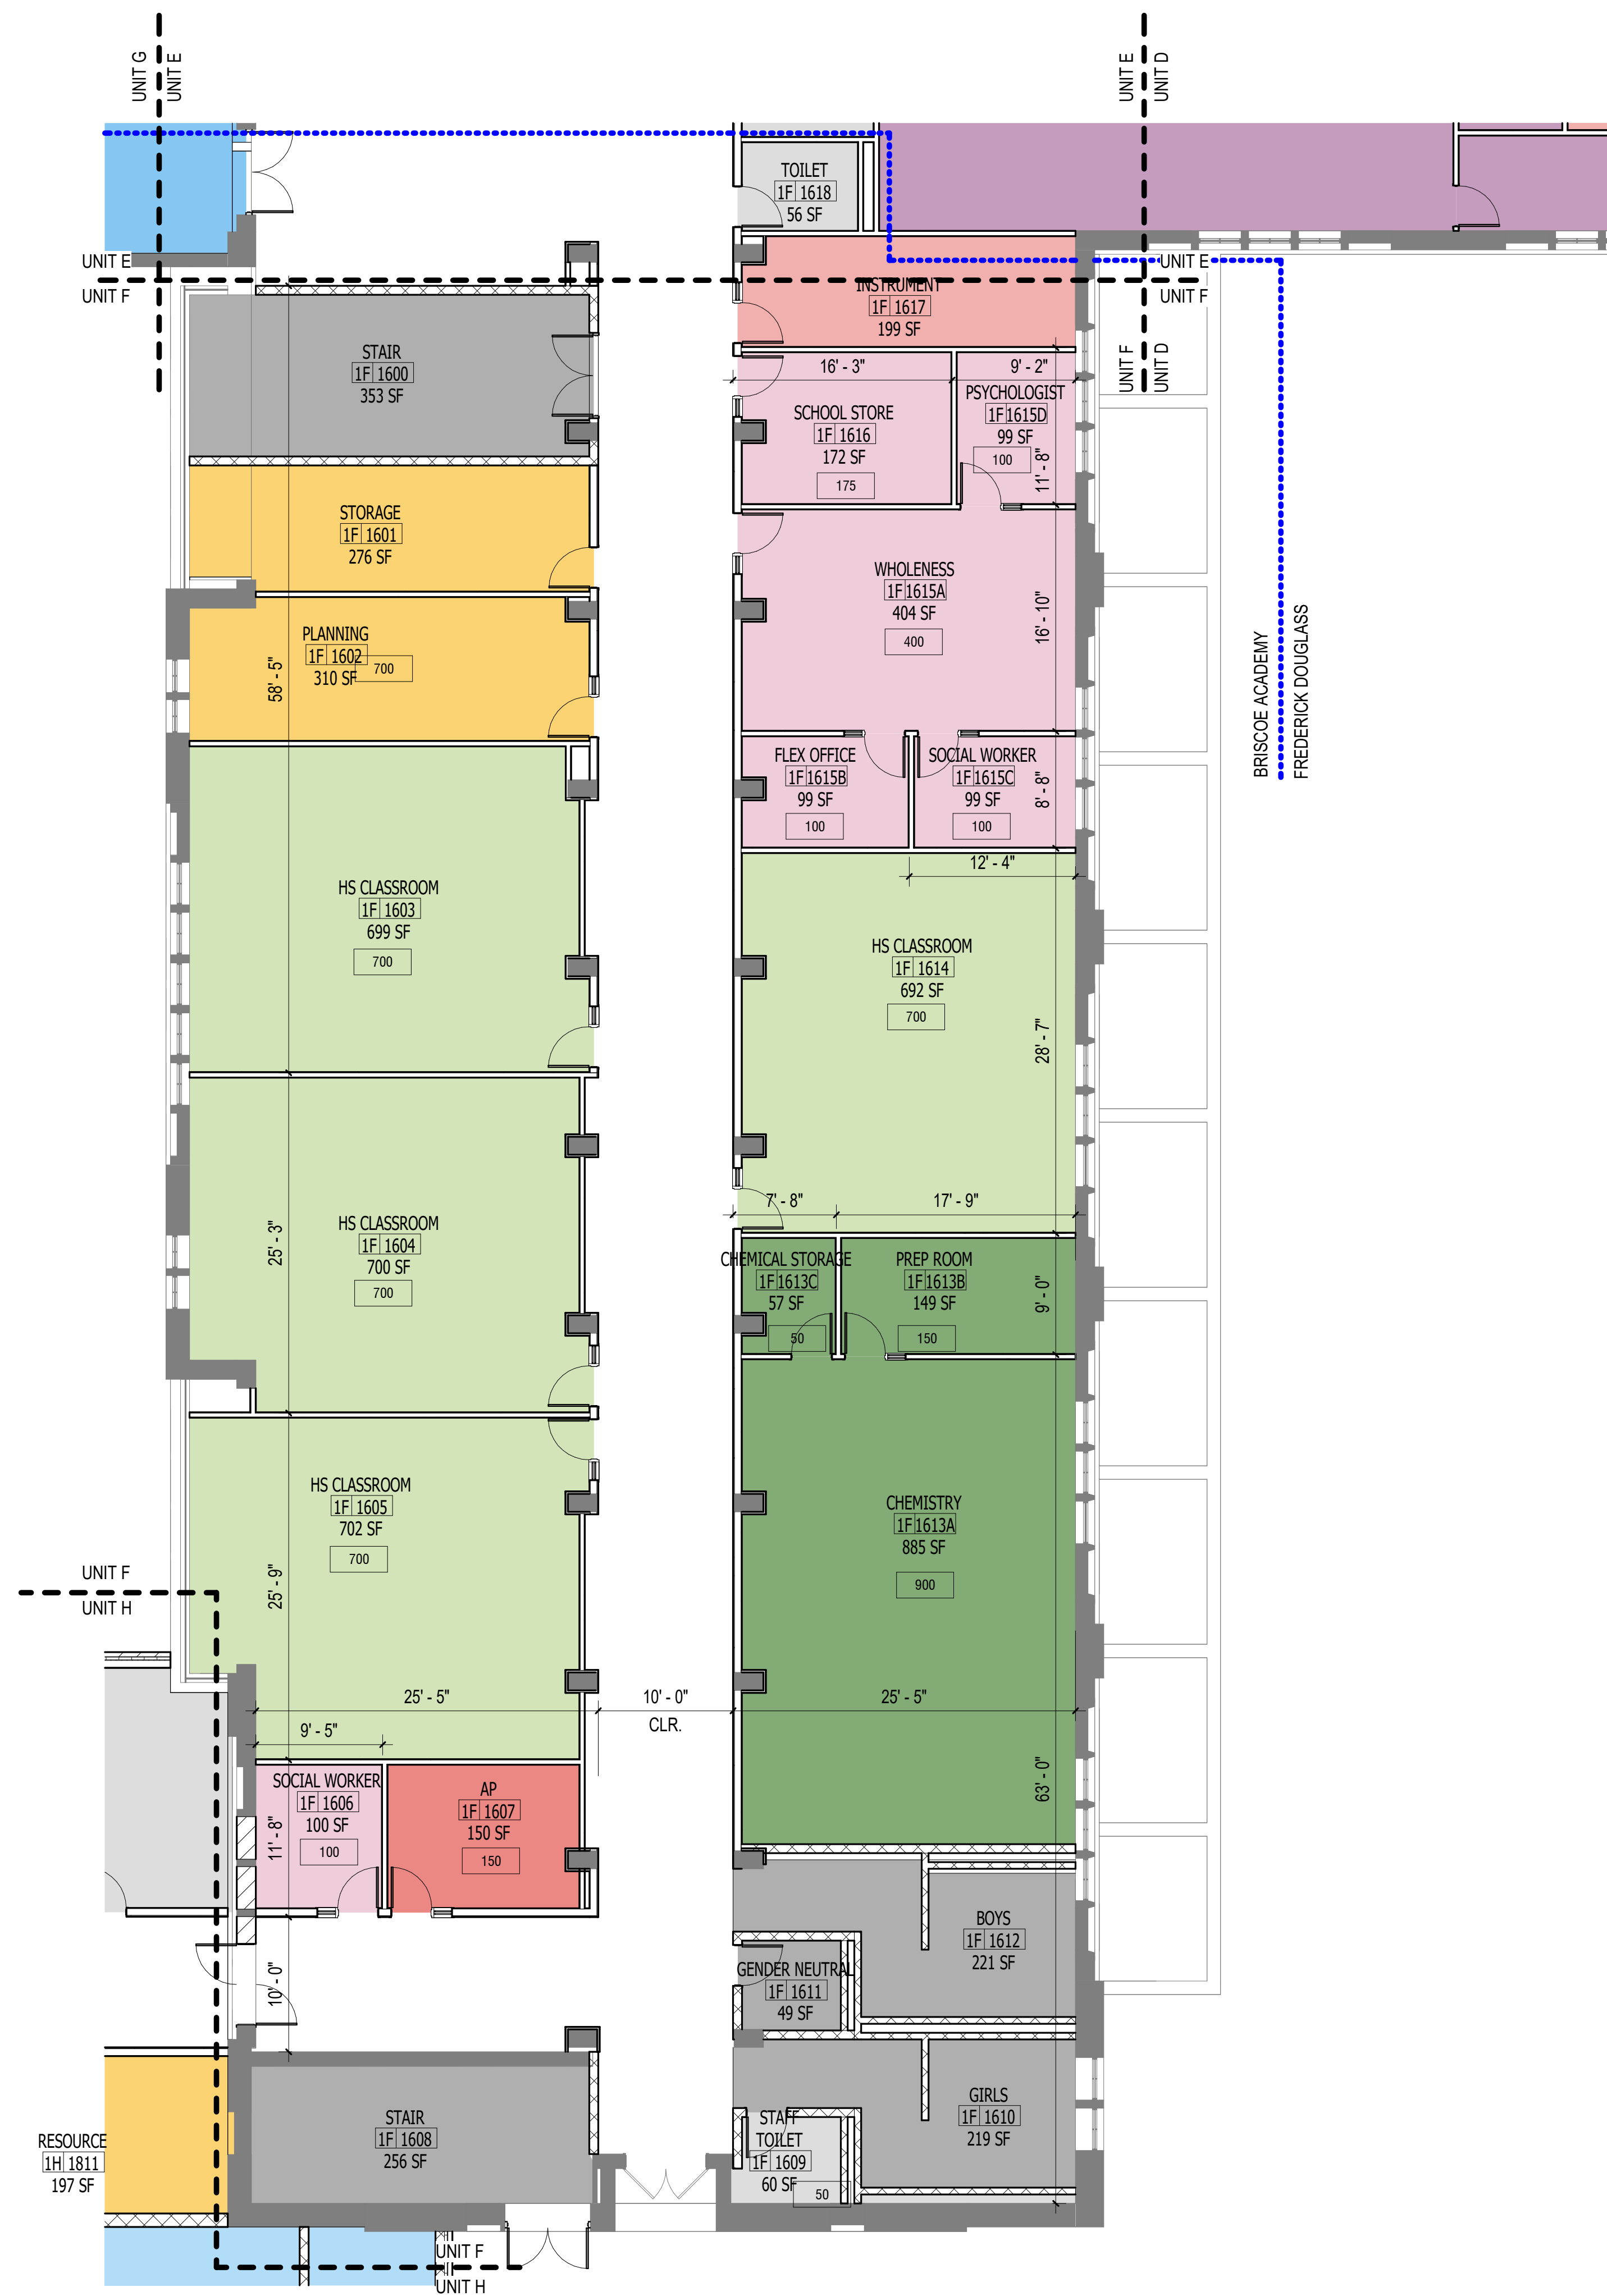 UNIT G
UNIT E
UNIT E
UNIT D
TOILET
1F 1618
56 SF
UNIT E
UNIT F
UNIT E
UNIT F
INSTRUMENT
1F 1617
199 SF
UNIT F
UNIT D
STAIR
1F 1600
353 SF
16' - 3"
9' - 2"
SCHOOL STORE
1F 1616
172 SF
175
PSYCHOLOGIST
1F 1615D
99 SF
100
11' - 8"
STORAGE
1F 1601
276 SF
WHOLENESS
1F 1615A
404 SF
400
16' - 10"
PLANNING
1F 1602
310 SF
700
58' - 5"
BRISCOE ACADEMY
FREDERICK DOUGLASS
FLEX OFFICE
1F 1615B
99 SF
100
SOCIAL WORKER
1F 1615C
99 SF
100
8' - 8"
12' - 4"
HS CLASSROOM
1F 1603
699 SF
700
HS CLASSROOM
1F 1614
692 SF
700
28' - 7"
HS CLASSROOM
1F 1604
700 SF
700
25' - 3"
7' - 8"
17' - 9"
CHEMICAL STORAGE
1F 1613C
57 SF
50
PREP ROOM
1F 1613B
149 SF
150
9' - 0"
HS CLASSROOM
1F 1605
702 SF
700
25' - 9"
CHEMISTRY
1F 1613A
885 SF
900
UNIT F
UNIT H
25' - 5"
10' - 0"
CLR.
25' - 5"
9' - 5"
63' - 0"
SOCIAL WORKER
1F 1606
100 SF
100
11' - 8"
AP
1F 1607
150 SF
150
BOYS
1F 1612
221 SF
GENDER NEUTRAL
1F 1611
49 SF
10' - 0"
GIRLS
1F 1610
219 SF
STAIR
1F 1608
256 SF
STAFF
TOILET
1F 1609
60 SF
50
RESOURCE
1H 1811
197 SF
UNIT F
UNIT H